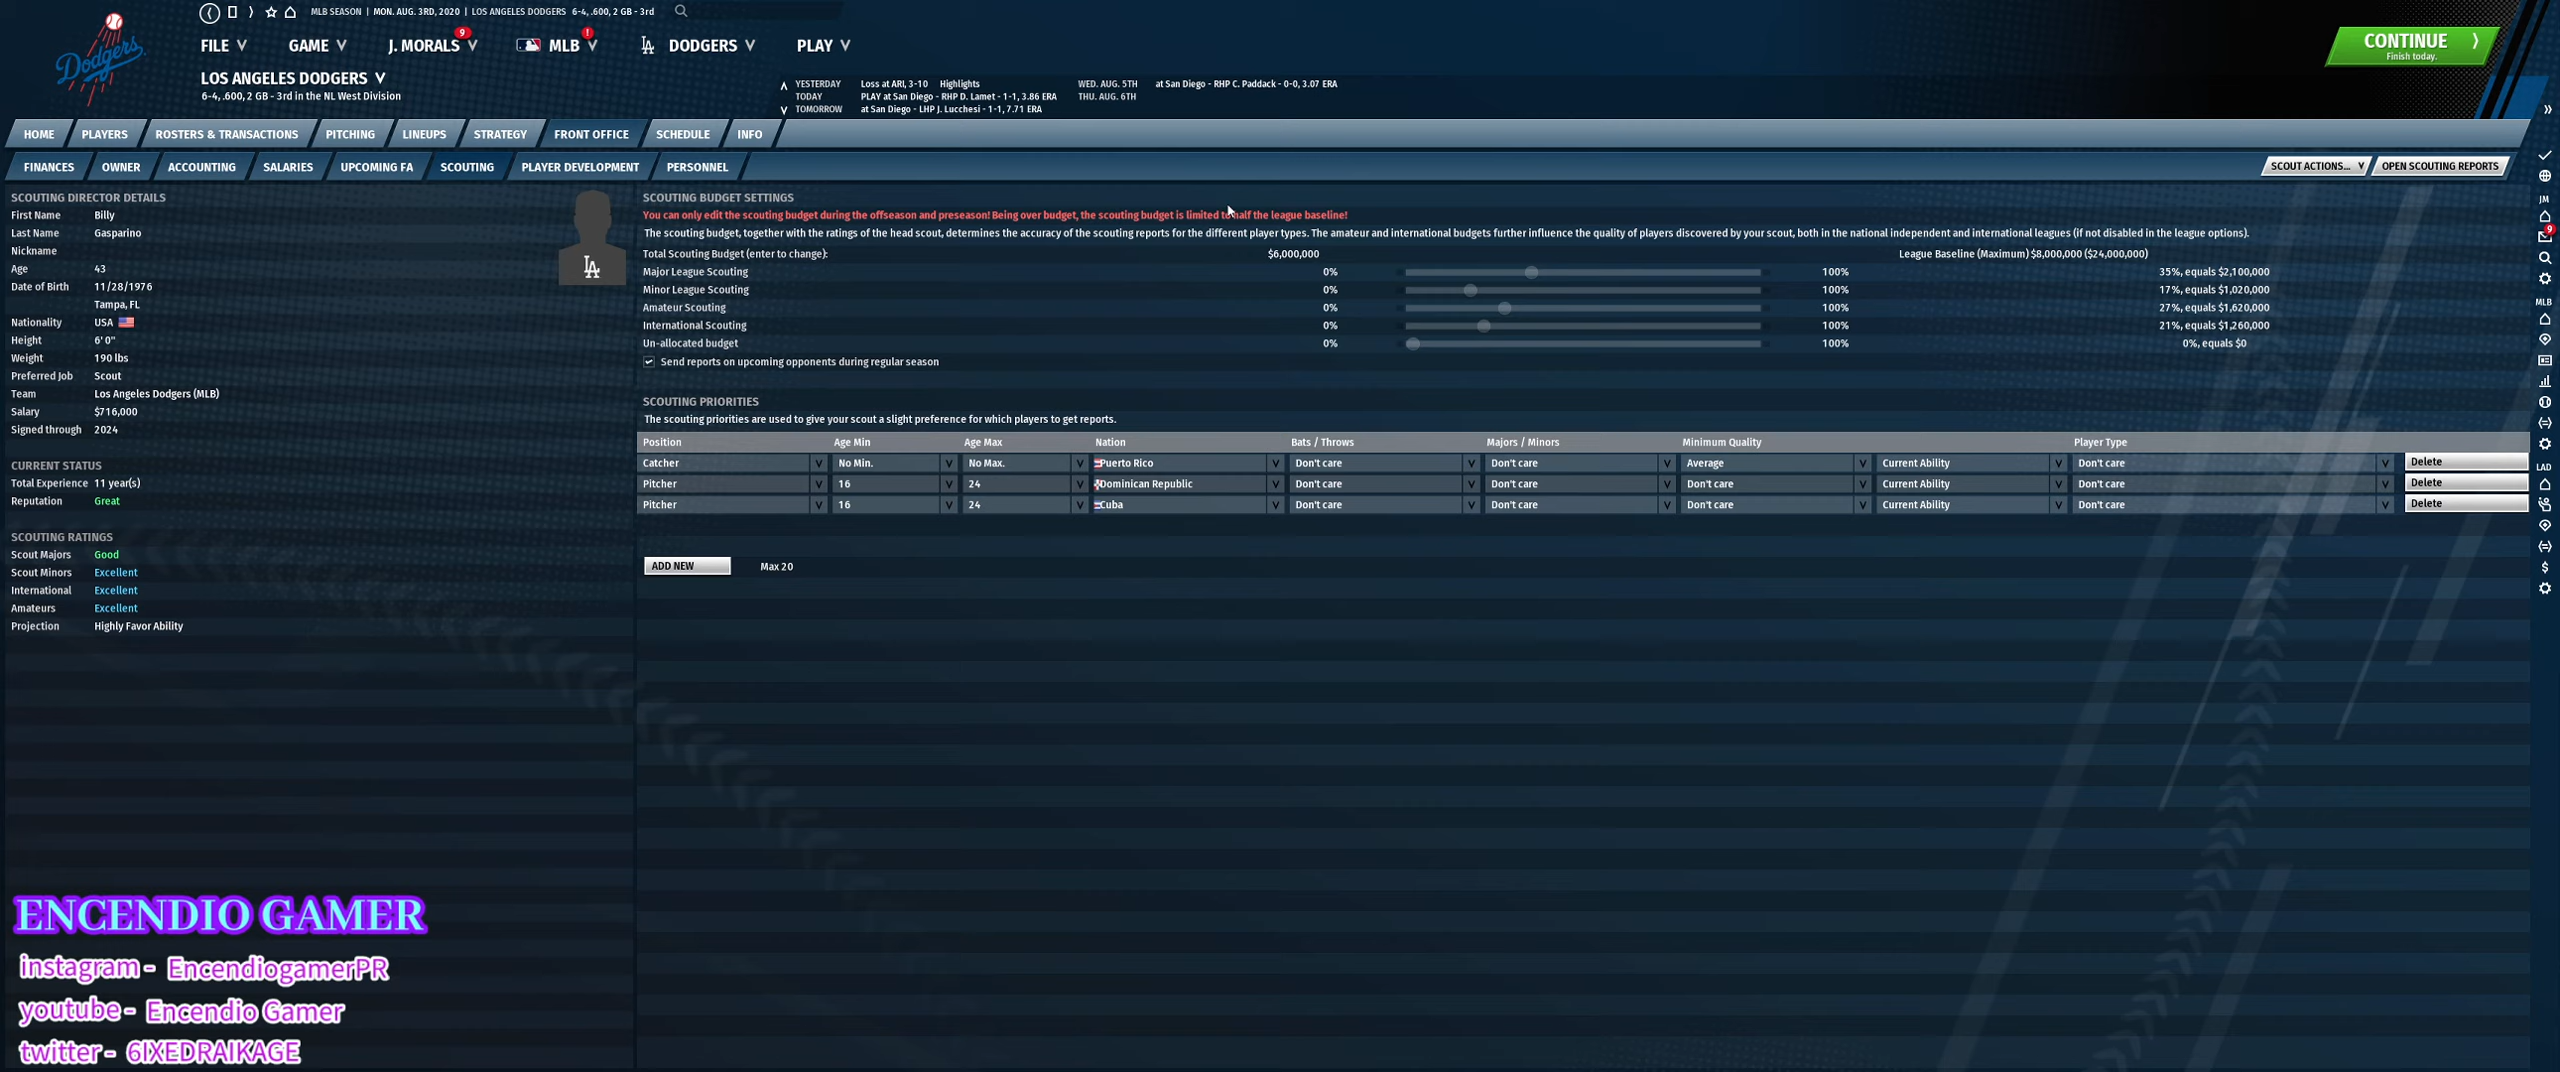 MLB SEASON | MON. AUG. 3RD, 2020 | LOS ANGELES DODGERS 6-4, .600, 2 GB - 3rd
Dodgers
FILE GAME J. MORALS 9 MLB ! LA DODGERS PLAY
CONTINUE
Finish today.
LOS ANGELES DODGERS
6-4, .600, 2 GB - 3rd in the NL West Division
YESTERDAY Loss at ARI, 3-10 Highlights WED. AUG. 5TH at San Diego - RHP C. Paddack - 0-0, 3.07 ERA
TODAY PLAY at San Diego - RHP D. Lamet - 1-1, 3.86 ERA THU. AUG. 6TH
TOMORROW at San Diego - LHP J. Lucchesi - 1-1, 7.71 ERA
HOME PLAYERS ROSTERS & TRANSACTIONS PITCHING LINEUPS STRATEGY FRONT OFFICE SCHEDULE INFO
FINANCES OWNER ACCOUNTING SALARIES UPCOMING FA SCOUTING PLAYER DEVELOPMENT PERSONNEL SCOUT ACTIONS... OPEN SCOUTING REPORTS
SCOUTING DIRECTOR DETAILS
First Name Billy
Last Name Gasparino
Nickname
Age 43
Date of Birth 11/28/1976
Tampa, FL
Nationality USA
Height 6' 0"
Weight 190 lbs
Preferred Job Scout
Team Los Angeles Dodgers (MLB)
Salary $716,000
Signed through 2024
LA
CURRENT STATUS
Total Experience 11 year(s)
Reputation Great
SCOUTING RATINGS
Scout Majors Good
Scout Minors Excellent
International Excellent
Amateurs Excellent
Projection Highly Favor Ability
SCOUTING BUDGET SETTINGS
You can only edit the scouting budget during the offseason and preseason! Being over budget, the scouting budget is limited to half the league baseline!
The scouting budget, together with the ratings of the head scout, determines the accuracy of the scouting reports for the different player types. The amateur and international budgets further influence the quality of players discovered by your scout, both in the national independent and international leagues (if not disabled in the league options).
Total Scouting Budget (enter to change): $6,000,000 League Baseline (Maximum) $8,000,000 ($24,000,000)
Major League Scouting 0% 100% 35%, equals $2,100,000
Minor League Scouting 0% 100% 17%, equals $1,020,000
Amateur Scouting 0% 100% 27%, equals $1,620,000
International Scouting 0% 100% 21%, equals $1,260,000
Un-allocated budget 0% 100% 0%, equals $0
Send reports on upcoming opponents during regular season
SCOUTING PRIORITIES
The scouting priorities are used to give your scout a slight preference for which players to get reports.
Position Age Min Age Max Nation Bats / Throws Majors / Minors Minimum Quality Player Type
Catcher No Min. No Max. Puerto Rico Don't care Don't care Average Current Ability Don't care Delete
Pitcher 16 24 Dominican Republic Don't care Don't care Don't care Current Ability Don't care Delete
Pitcher 16 24 Cuba Don't care Don't care Don't care Current Ability Don't care Delete
ADD NEW Max 20
JM
9
MLB
LAD
$
ENCENDIO GAMER
instagram - EncendiogamerPR
youtube - Encendio Gamer
twitter - 6IXEDRAIKAGE